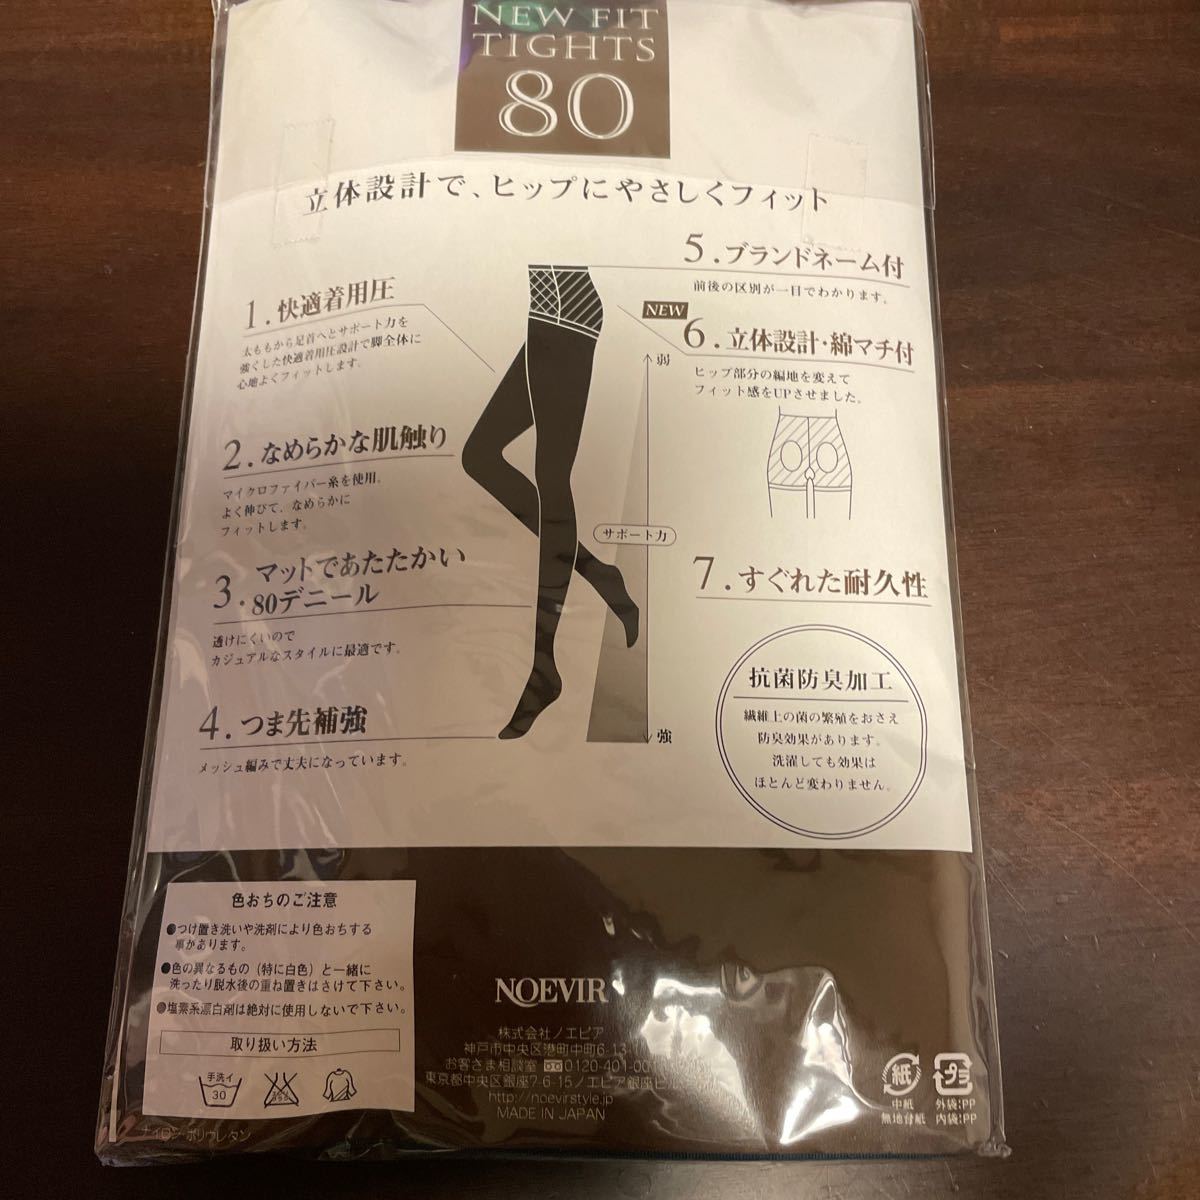 NEW FIT
TIGHTS
80
立体設計で、ヒップにやさしくフィット
1.快適着用圧
太ももから足首へとサポート力を
強くした快適着用圧設計で脚全体に
心地よくフィットします。
2.なめらかな肌触り
マイクロファイバー糸を使用。
よく伸びて、なめらかに
フィットします。
3.マットであたたかい
80デニール
透けにくいので
カジュアルなスタイルに最適です。
4.つま先補強
メッシュ編みで丈夫になっています。
5.ブランドネーム付
前後の区別が一目でわかります。
NEW
6.立体設計・綿マチ付
ヒップ部分の編地を変えて
フィット感をUPさせました。
弱
サポート力
強
7.すぐれた耐久性
抗菌防臭加工
繊維上の菌の繁殖をおさえ
防臭効果があります。
洗濯しても効果は
ほとんど変わりません。
色おちのご注意
●つけ置き洗いや洗剤により色おちする
事があります。
●色の異なるもの（特に白色）と一緒に
洗ったり脱水後の重ね置きはさけて下さい。
●塩素系漂白剤は絶対に使用しないで下さい。
取り扱い方法
手洗イ
30
エンソサラシ
NOEVIR
株式会社ノエビア
神戸市中央区港町中町6-13-
お客さま相談室 0120-401-00
東京都中央区銀座7-6-15ノエビア銀座ビル
http://noevirstyle.jp
MADE IN JAPAN
紙
中紙
無地台紙
プラ
外袋:PP
内袋:PP
ナイロン・ポリウレタン